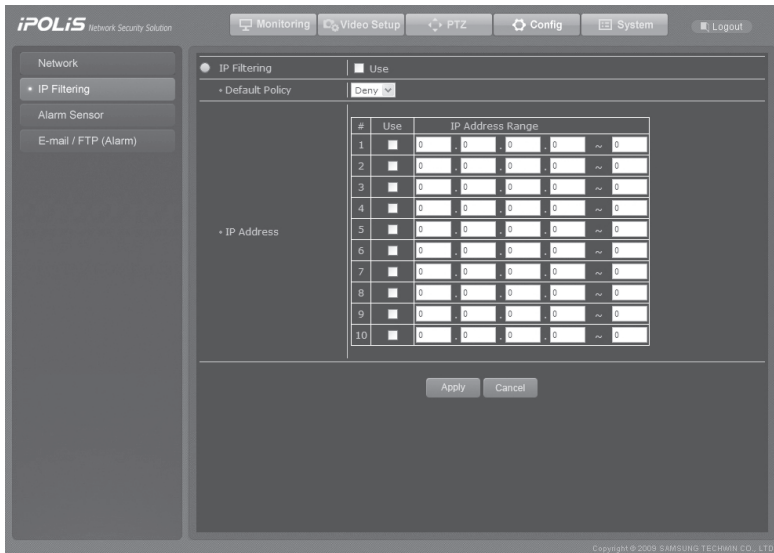 iPOLiS Network Security Solution
Monitoring Video Setup PTZ Config System Logout
Network
• IP Filtering
Alarm Sensor
E-mail / FTP (Alarm)
IP Filtering Use
• Default Policy Deny
• IP Address
# Use IP Address Range
1 0 . 0 . 0 . 0 ~ 0
2 0 . 0 . 0 . 0 ~ 0
3 0 . 0 . 0 . 0 ~ 0
4 0 . 0 . 0 . 0 ~ 0
5 0 . 0 . 0 . 0 ~ 0
6 0 . 0 . 0 . 0 ~ 0
7 0 . 0 . 0 . 0 ~ 0
8 0 . 0 . 0 . 0 ~ 0
9 0 . 0 . 0 . 0 ~ 0
10 0 . 0 . 0 . 0 ~ 0
Apply Cancel
Copyright © 2009 SAMSUNG TECHWIN CO., LTD